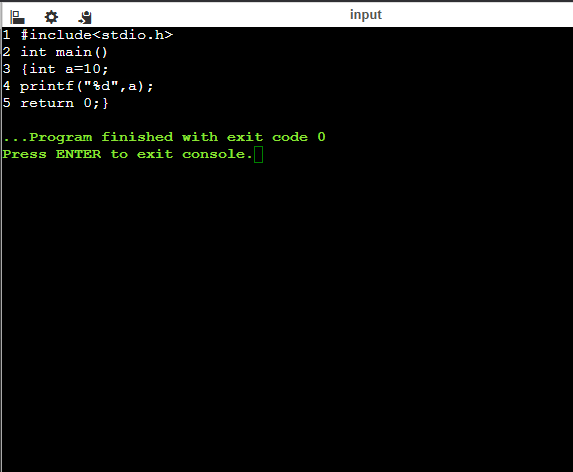 input
1 #include<stdio.h>
2 int main()
3 {int a=10;
4 printf("%d",a);
5 return 0;}
...Program finished with exit code 0
Press ENTER to exit console.